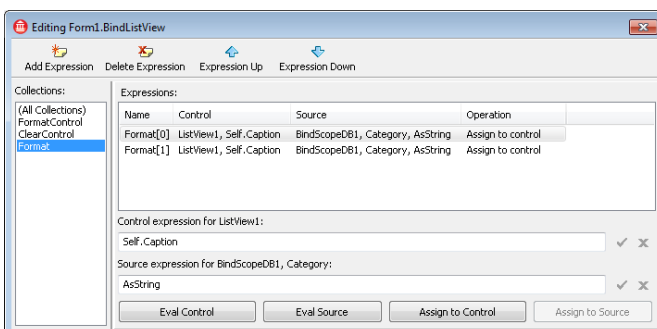 Editing Form1.BindListView
Add Expression Delete Expression Expression Up Expression Down
Collections:
(All Collections)
FormatControl
ClearControl
Format
Expressions:
Name Control Source Operation
Format[0] ListView1, Self.Caption BindScopeDB1, Category, AsString Assign to control
Format[1] ListView1, Self.Caption BindScopeDB1, Category, AsString Assign to control
Control expression for ListView1:
Self.Caption
Source expression for BindScopeDB1, Category:
AsString
Eval Control Eval Source Assign to Control Assign to Source